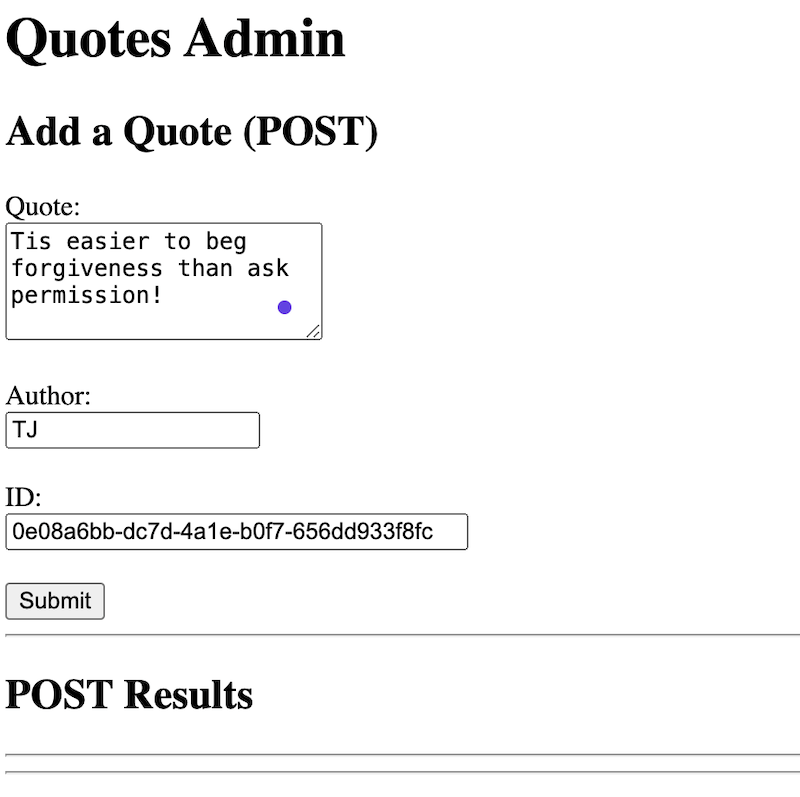 Quotes Admin
Add a Quote (POST)
Quote:
Tis easier to beg
forgiveness than ask
permission!
Author:
TJ
ID:
0e08a6bb-dc7d-4a1e-b0f7-656dd933f8fc
Submit
POST Results